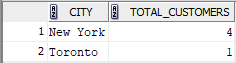 CITY TOTAL_CUSTOMERS
1 New York 4
2 Toronto 1